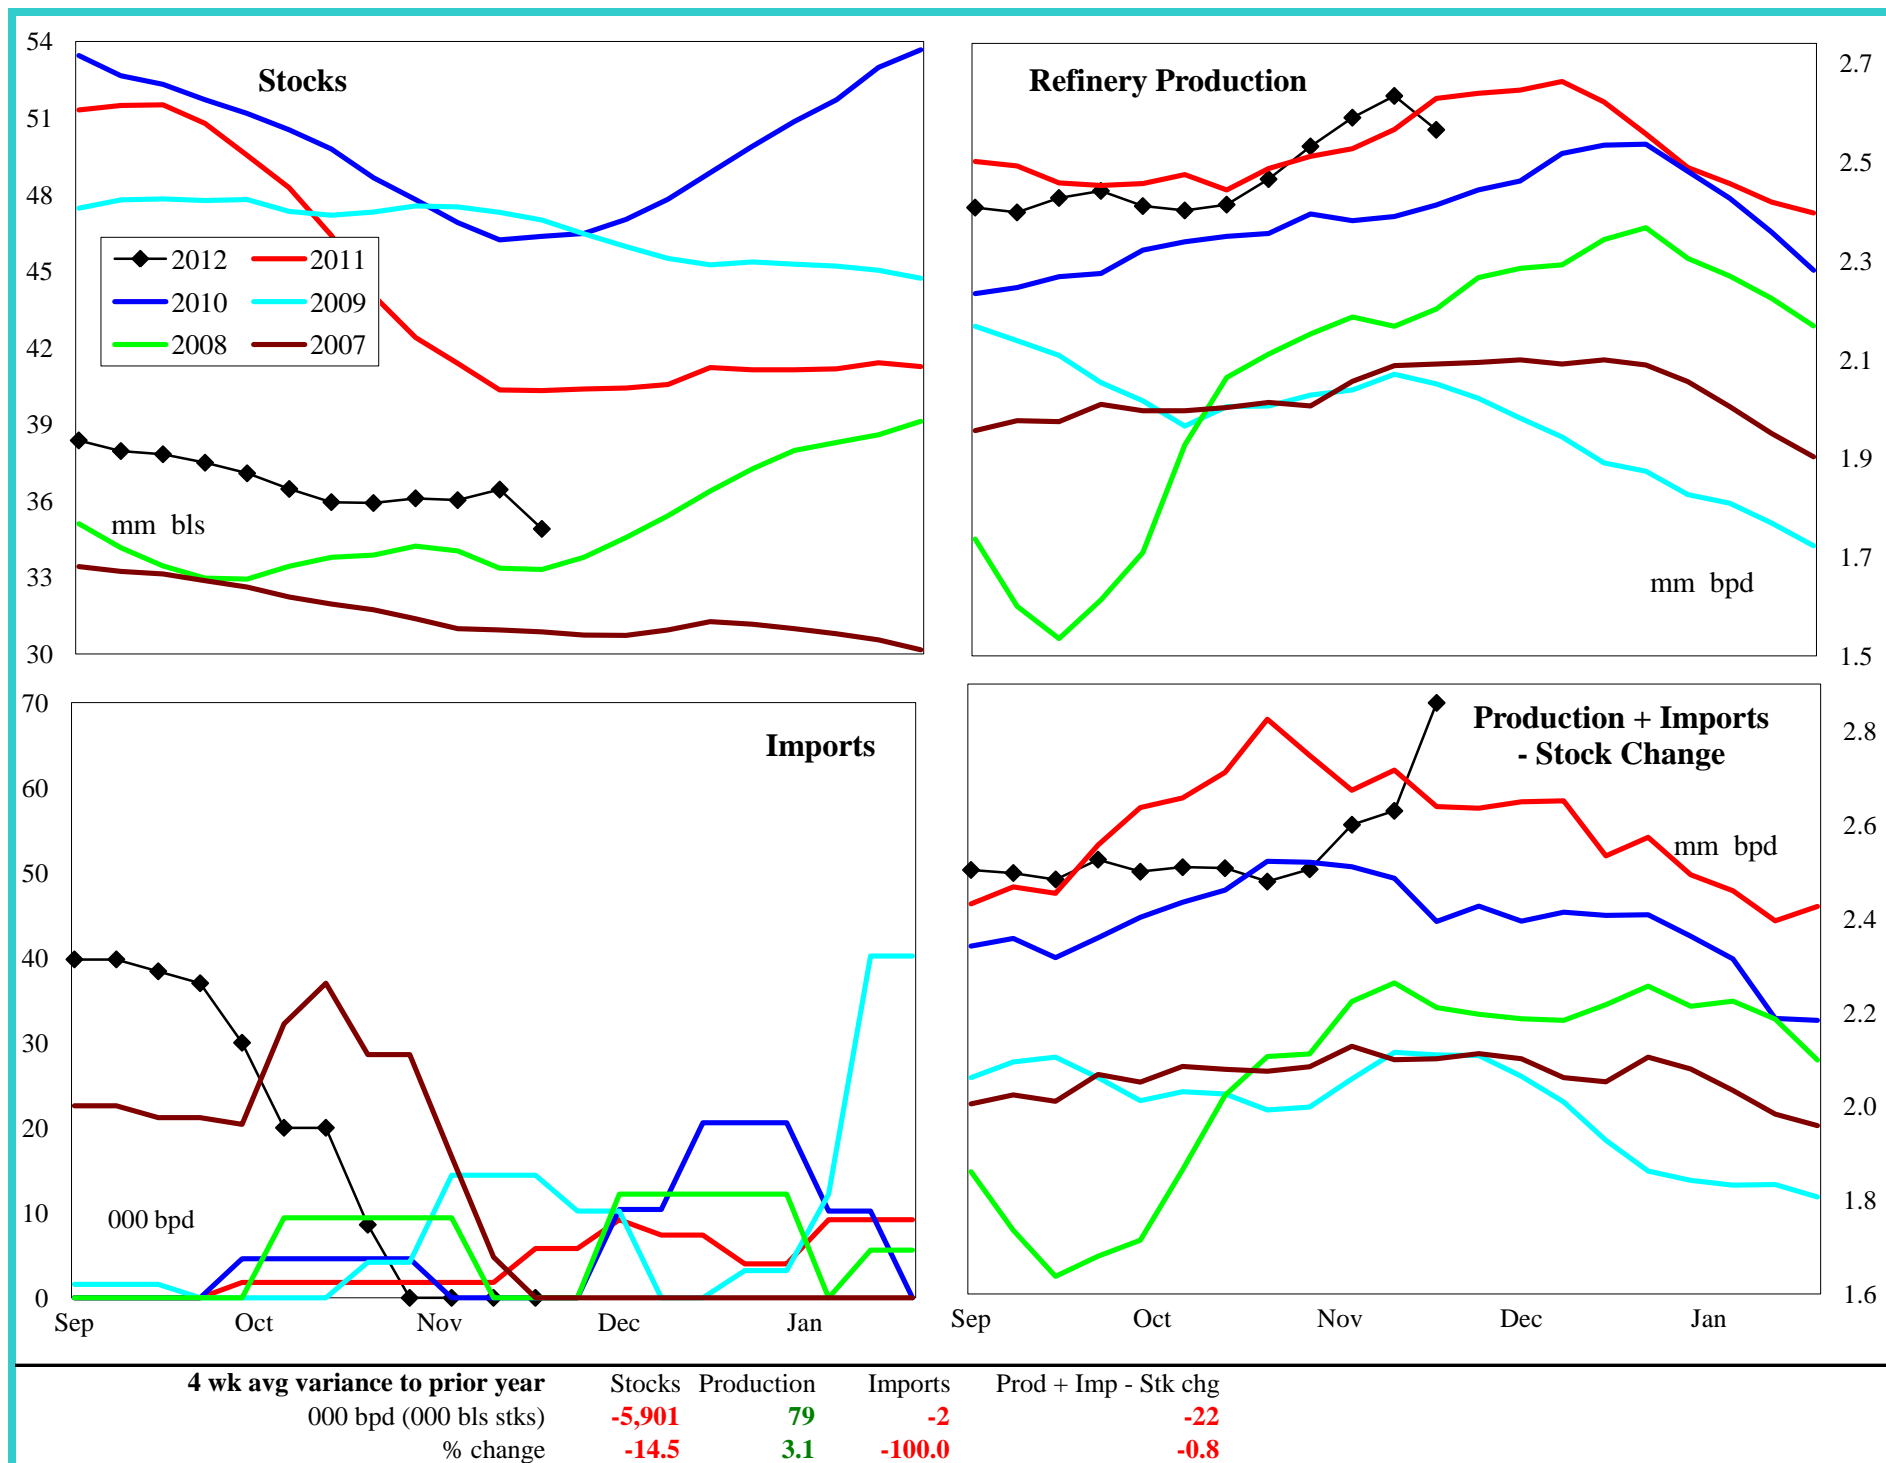 Stocks
54
51
48
45
42
39
36
33
30
2012 2011
2010 2009
2008 2007
mm bls
Refinery Production
2.7
2.5
2.3
2.1
1.9
1.7
1.5
mm bpd
Imports
70
60
50
40
30
20
10
0
000 bpd
Sep Oct Nov Dec Jan
Production + Imports
- Stock Change
2.8
2.6
2.4
2.2
2.0
1.8
1.6
mm bpd
Sep Oct Nov Dec Jan
4 wk avg variance to prior year Stocks Production Imports Prod + Imp - Stk chg
000 bpd (000 bls stks) -5,901 79 -2 -22
% change -14.5 3.1 -100.0 -0.8